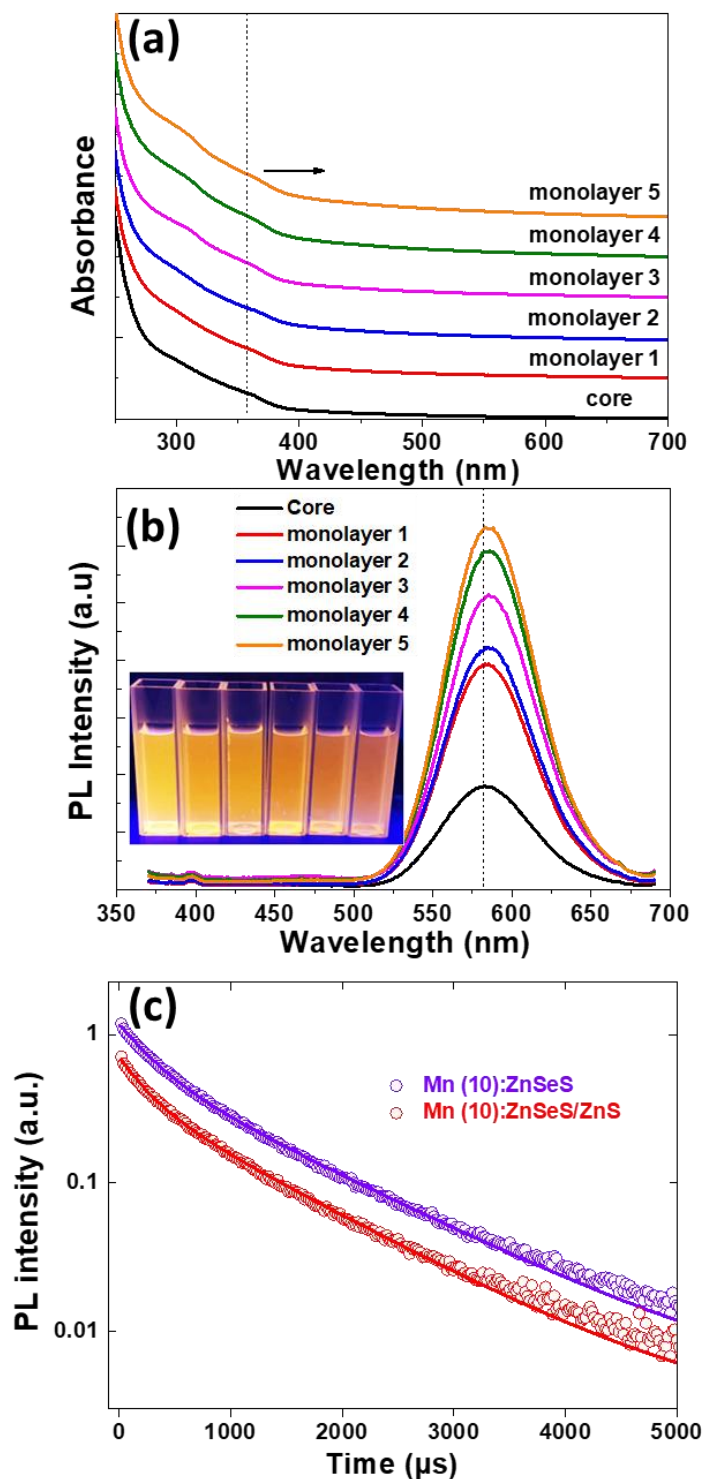 (a)
Absorbance
monolayer 5
monolayer 4
monolayer 3
monolayer 2
monolayer 1
core
300 400 500 600 700
Wavelength (nm)
(b)
PL Intensity (a.u)
Core
monolayer 1
monolayer 2
monolayer 3
monolayer 4
monolayer 5
350 400 450 500 550 600 650 700
Wavelength (nm)
(c)
PL intensity (a.u.)
1
0.1
0.01
Mn (10):ZnSeS
Mn (10):ZnSeS/ZnS
0 1000 2000 3000 4000 5000
Time (μs)